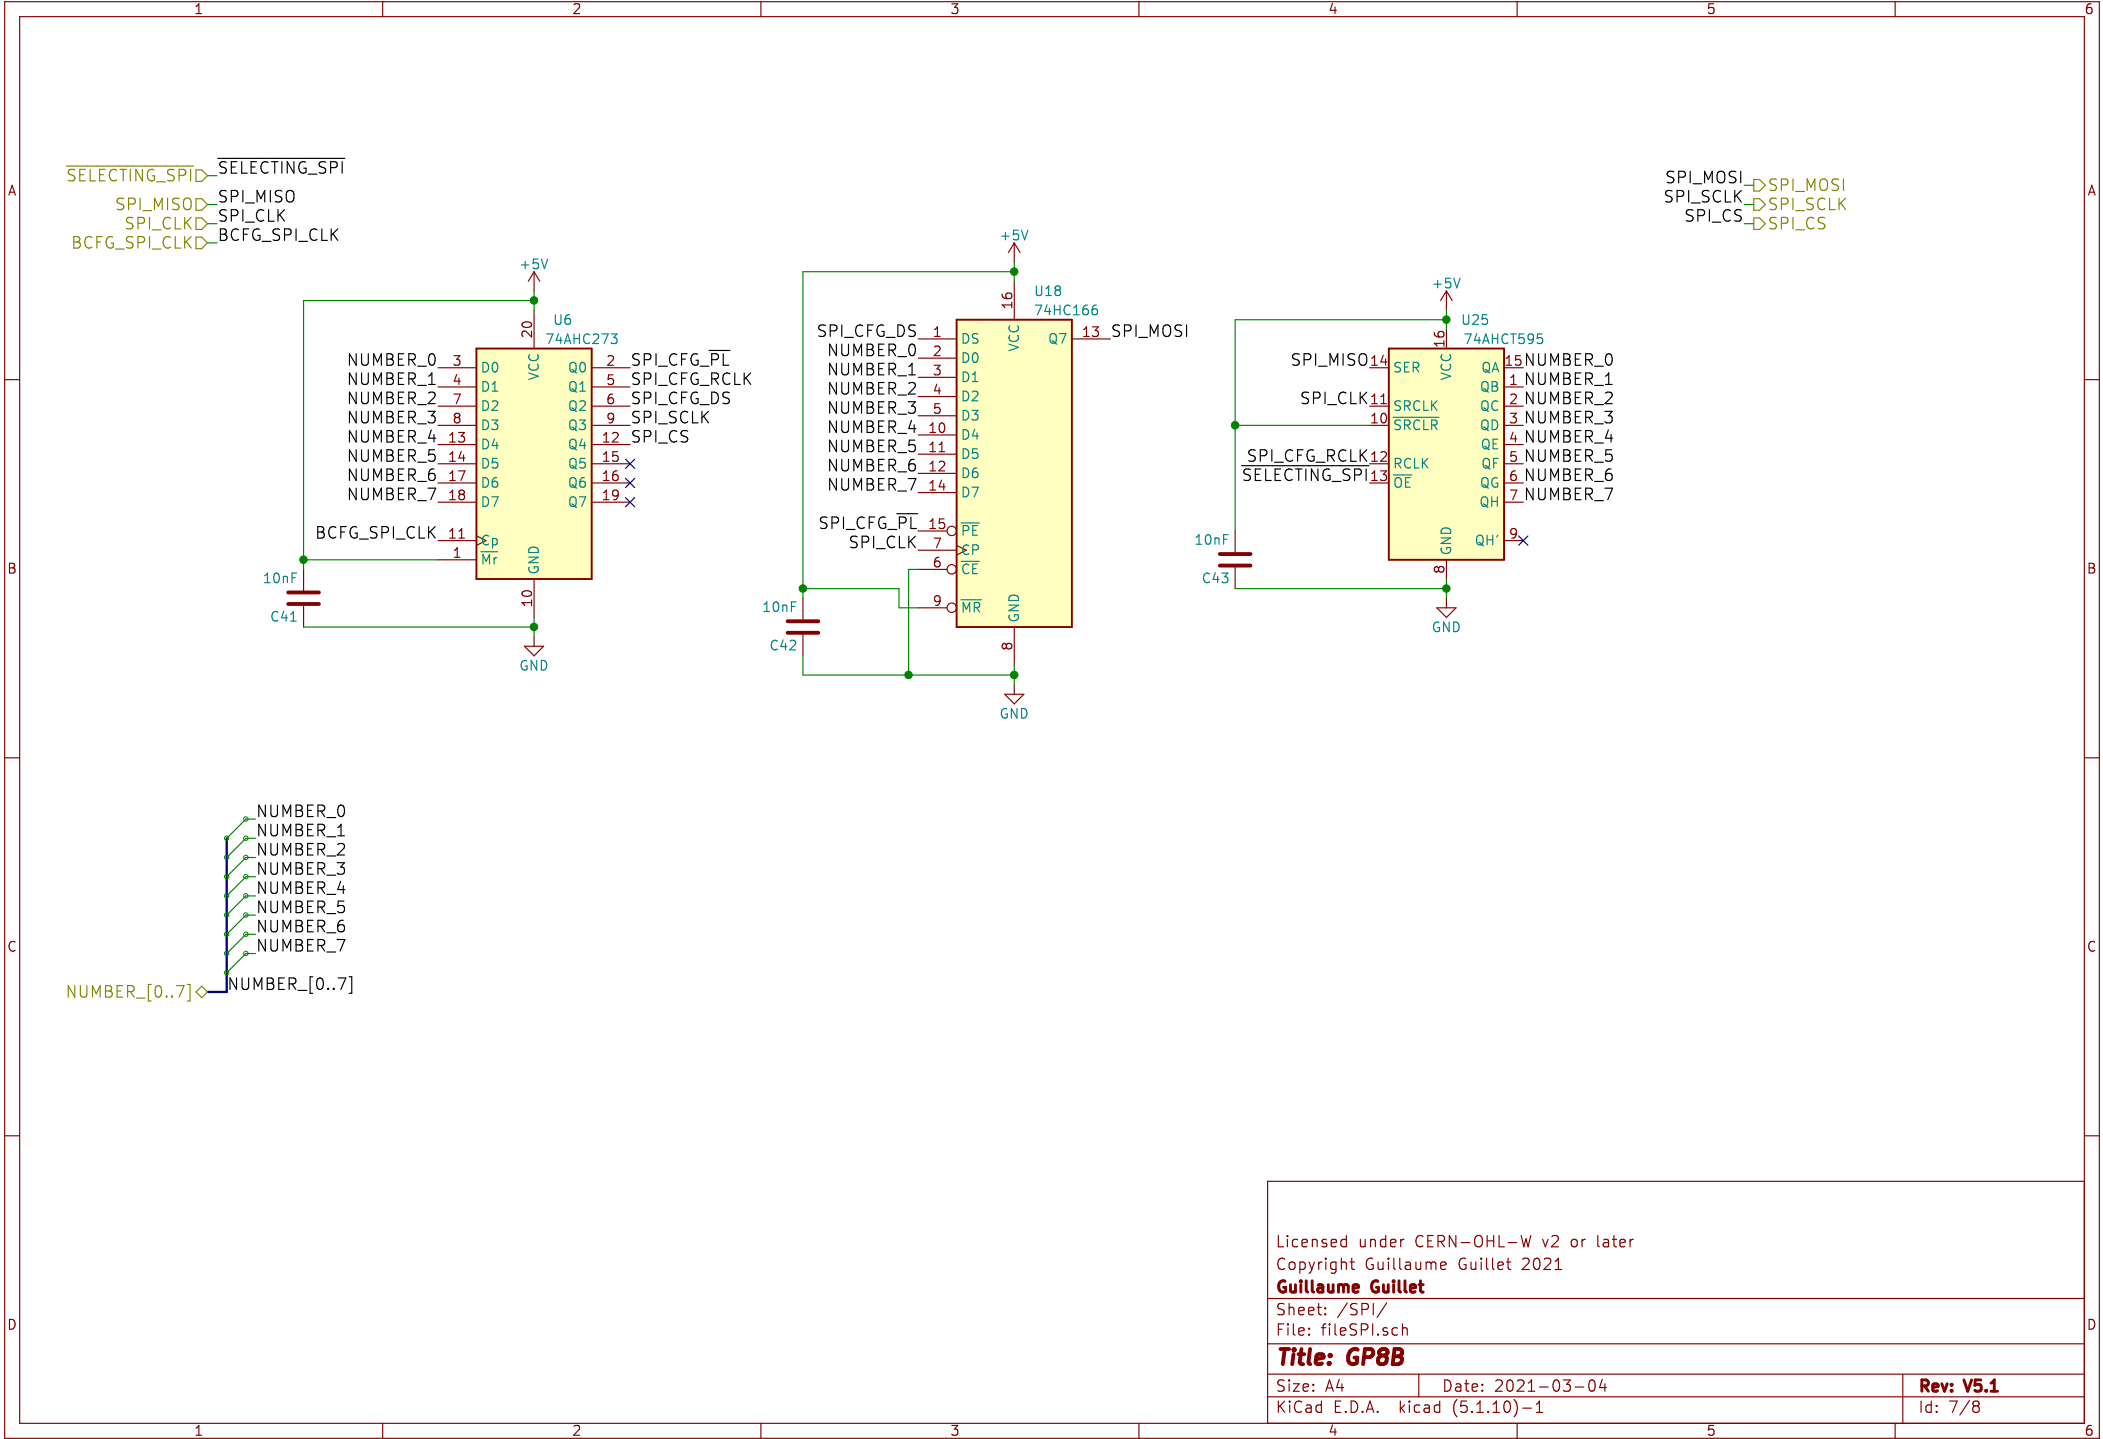 1 2 3 4 5 6
A A
B B
C C
D D
SELECTING_SPI SELECTING_SPI
SPI_MISO SPI_MISO
SPI_CLK SPI_CLK
BCFG_SPI_CLK BCFG_SPI_CLK
SPI_MOSI SPI_MOSI
SPI_SCLK SPI_SCLK
SPI_CS SPI_CS
+5V
U6
74AHC273
20
VCC
NUMBER_0 3 D0 Q0 2 SPI_CFG_PL
NUMBER_1 4 D1 Q1 5 SPI_CFG_RCLK
NUMBER_2 7 D2 Q2 6 SPI_CFG_DS
NUMBER_3 8 D3 Q3 9 SPI_SCLK
NUMBER_4 13 D4 Q4 12 SPI_CS
NUMBER_5 14 D5 Q5 15
NUMBER_6 17 D6 Q6 16
NUMBER_7 18 D7 Q7 19
BCFG_SPI_CLK 11 Cp
1 Mr
GND
10
10nF
C41
GND
+5V
U18
74HC166
16
VCC
SPI_CFG_DS 1 DS Q7 13 SPI_MOSI
NUMBER_0 2 D0
NUMBER_1 3 D1
NUMBER_2 4 D2
NUMBER_3 5 D3
NUMBER_4 10 D4
NUMBER_5 11 D5
NUMBER_6 12 D6
NUMBER_7 14 D7
SPI_CFG_PL 15 PE
SPI_CLK 7 CP
6 CE
9 MR
GND
8
10nF
C42
GND
+5V
U25
74AHCT595
16
VCC
SPI_MISO 14 SER QA 15 NUMBER_0
QB 1 NUMBER_1
SPI_CLK 11 SRCLK QC 2 NUMBER_2
10 SRCLR QD 3 NUMBER_3
QE 4 NUMBER_4
SPI_CFG_RCLK 12 RCLK QF 5 NUMBER_5
SELECTING_SPI 13 OE QG 6 NUMBER_6
QH 7 NUMBER_7
QH' 9
GND
8
10nF
C43
GND
NUMBER_0
NUMBER_1
NUMBER_2
NUMBER_3
NUMBER_4
NUMBER_5
NUMBER_6
NUMBER_7
NUMBER_[0..7] NUMBER_[0..7]
Licensed under CERN-OHL-W v2 or later
Copyright Guillaume Guillet 2021
Guillaume Guillet
Sheet: /SPI/
File: fileSPI.sch
Title: GP8B
Size: A4 Date: 2021-03-04 Rev: V5.1
KiCad E.D.A. kicad (5.1.10)-1 Id: 7/8
1 2 3 4 5 6